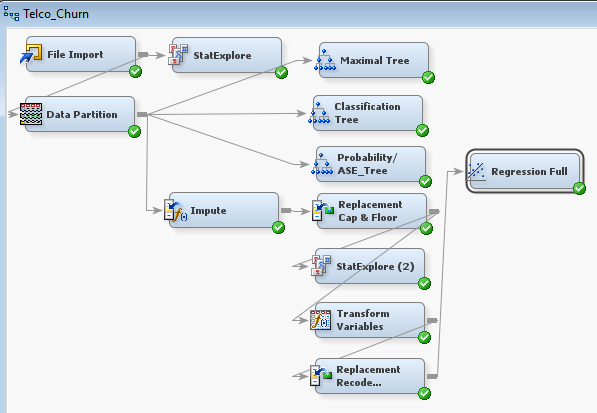 Telco_Churn
File Import
StatExplore
Maximal Tree
Data Partition
Classification
Tree
Probability/
ASE_Tree
Regression Full
Impute
Replacement
Cap & Floor
StatExplore (2)
Transform
Variables
Replacement
Recode...